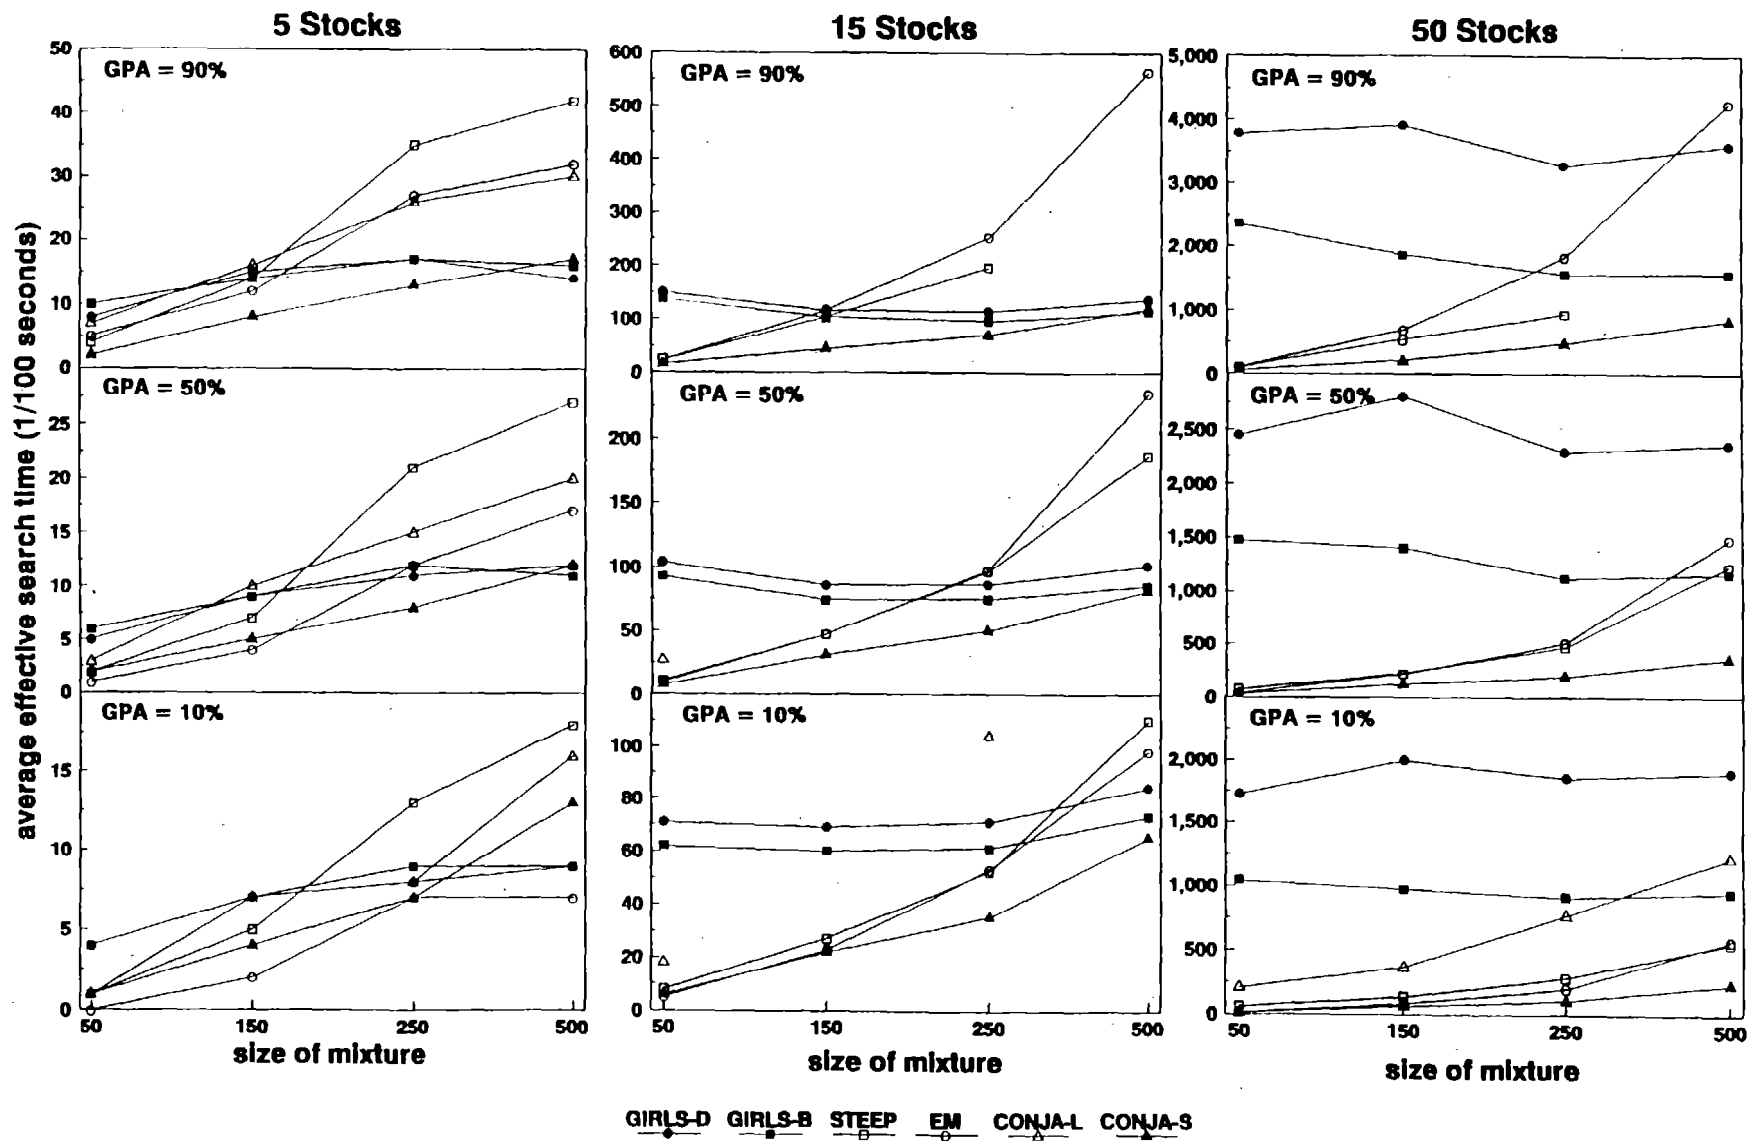 5 Stocks
15 Stocks
50 Stocks
average effective search time (1/100 seconds)
GPA = 90%
50
40
30
20
10
0
GPA = 50%
25
20
15
10
5
0
GPA = 10%
15
10
5
0
50 150 250 500
size of mixture
GPA = 90%
600
500
400
300
200
100
0
GPA = 50%
200
150
100
50
0
GPA = 10%
100
80
60
40
20
0
50 150 250 500
size of mixture
GPA = 90%
5,000
4,000
3,000
2,000
1,000
0
GPA = 50%
2,500
2,000
1,500
1,000
500
0
GPA = 10%
2,000
1,500
1,000
500
0
50 150 250 500
size of mixture
GIRLS-D GIRLS-B STEEP EM CONJA-L CONJA-S